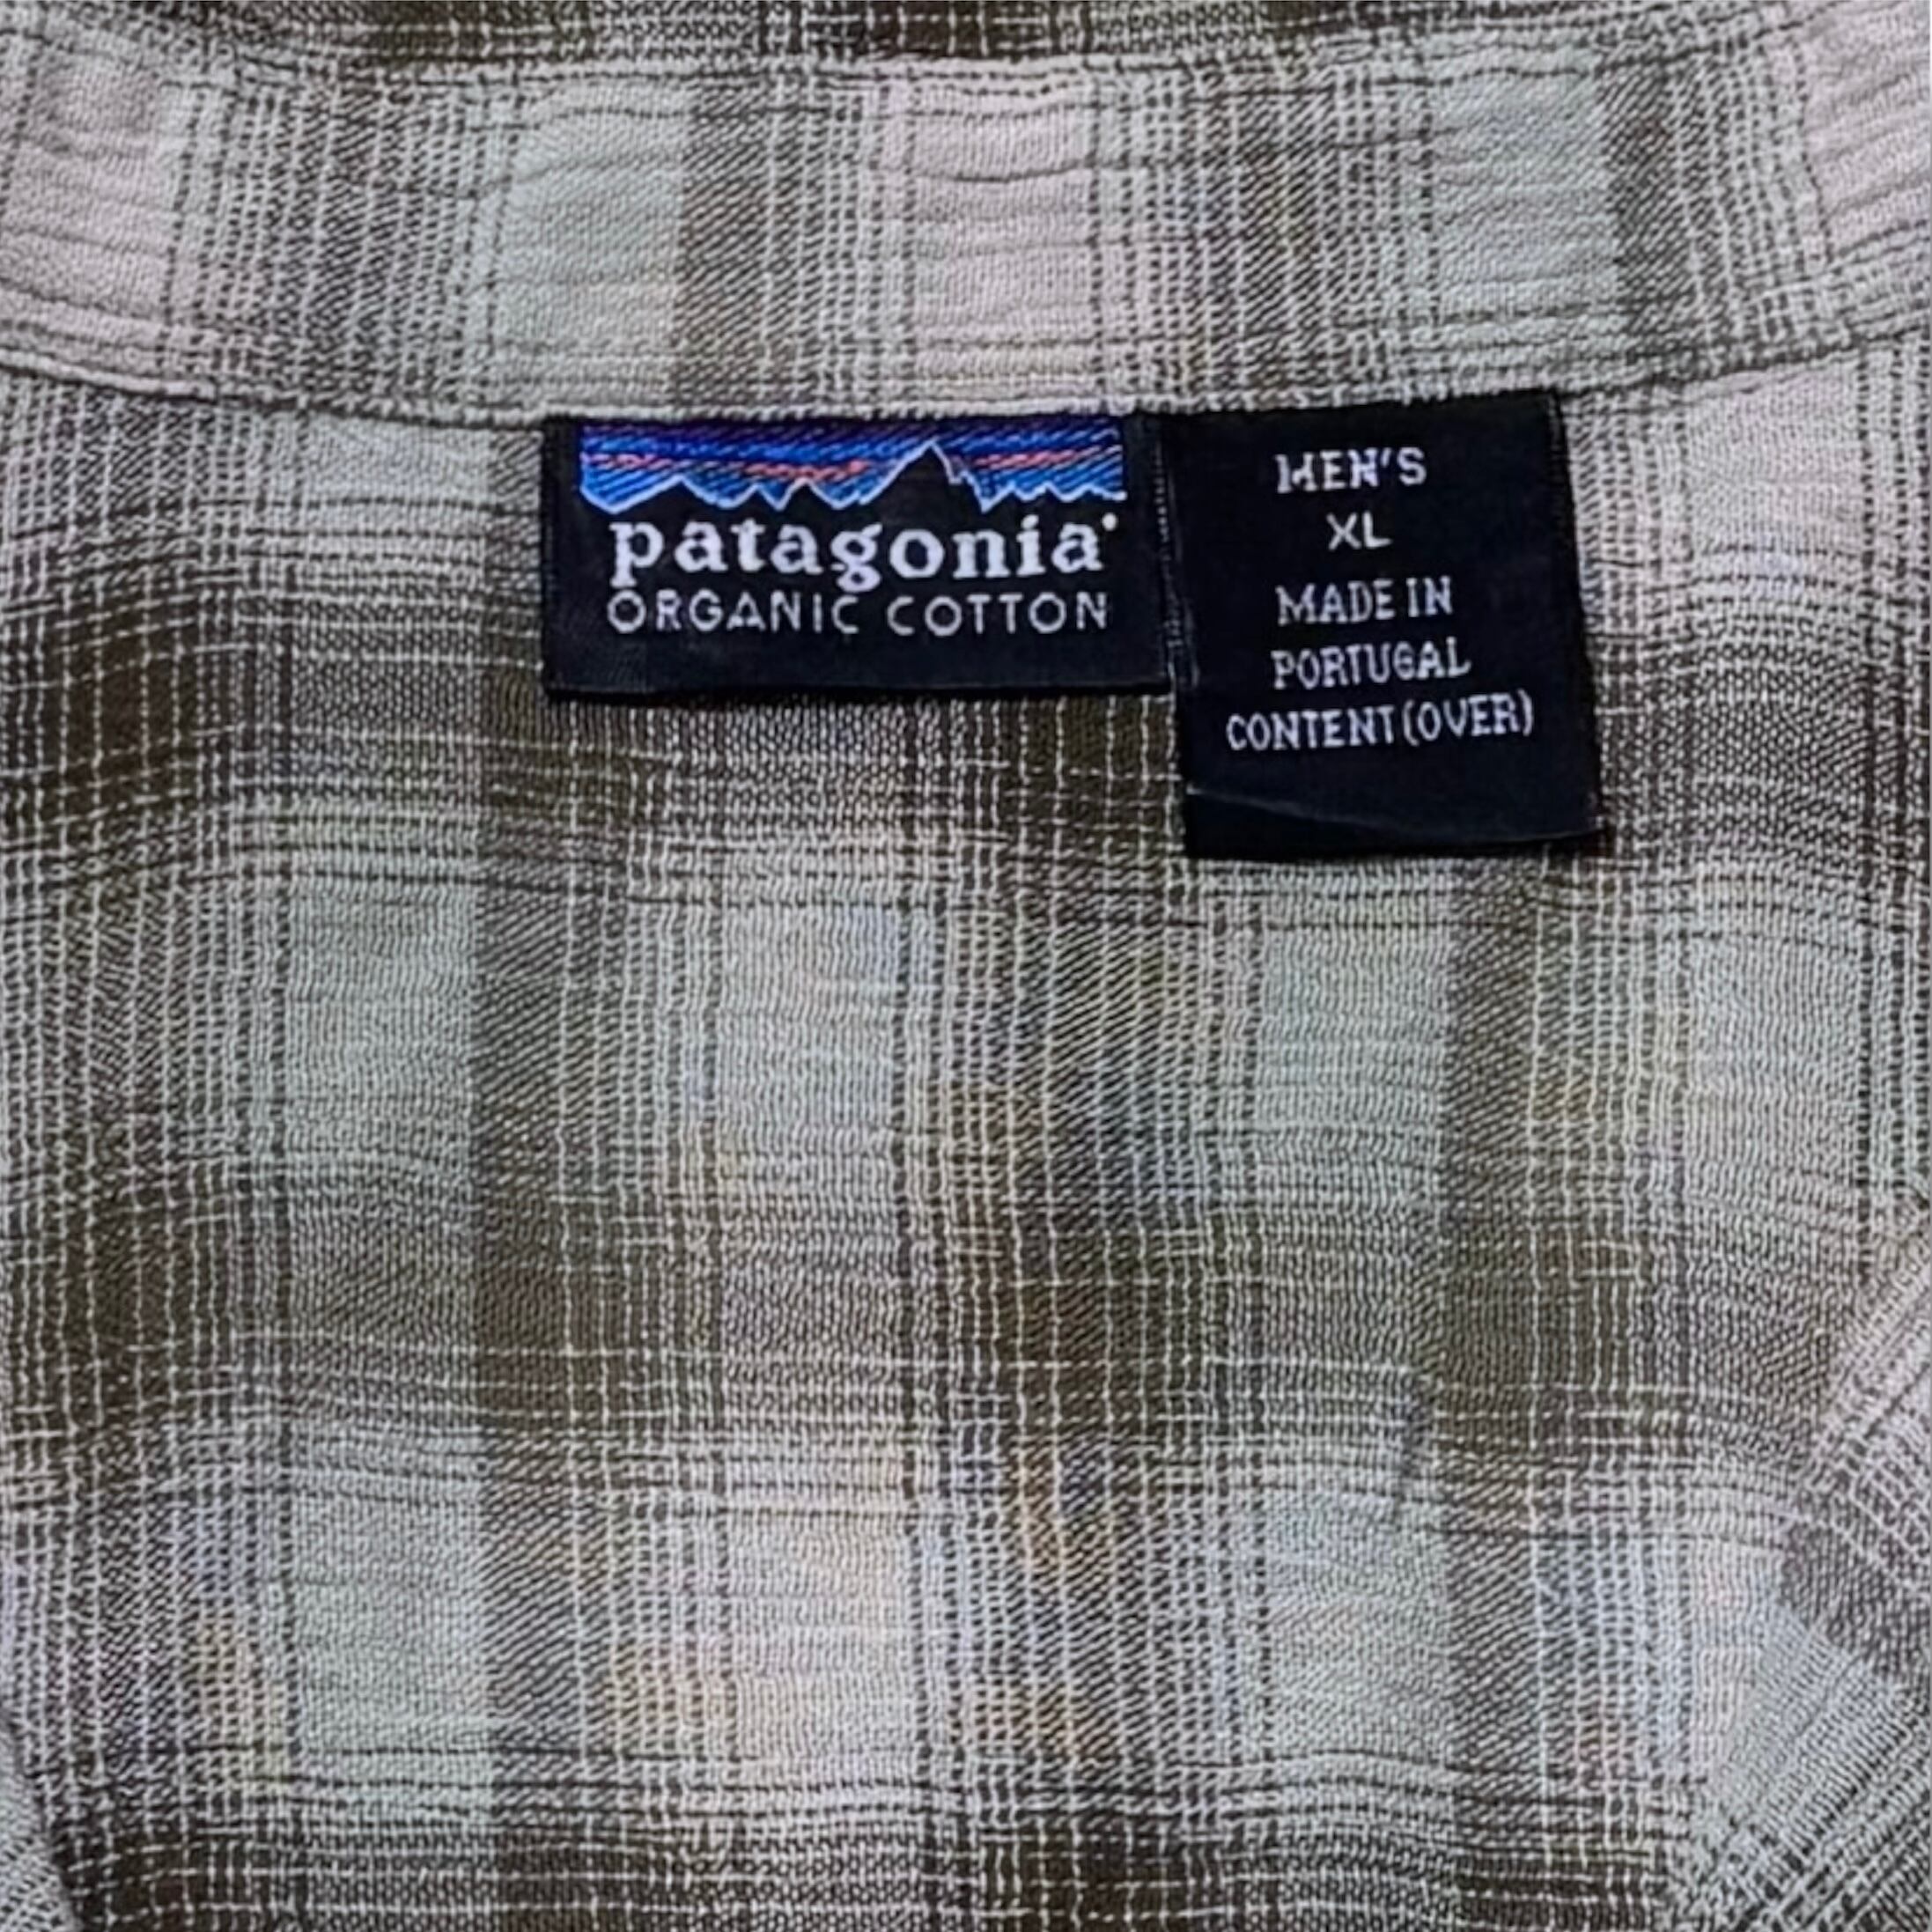 patagonia®
ORGANIC COTTON
MEN'S
XL
MADE IN
PORTUGAL
CONTENT (OVER)